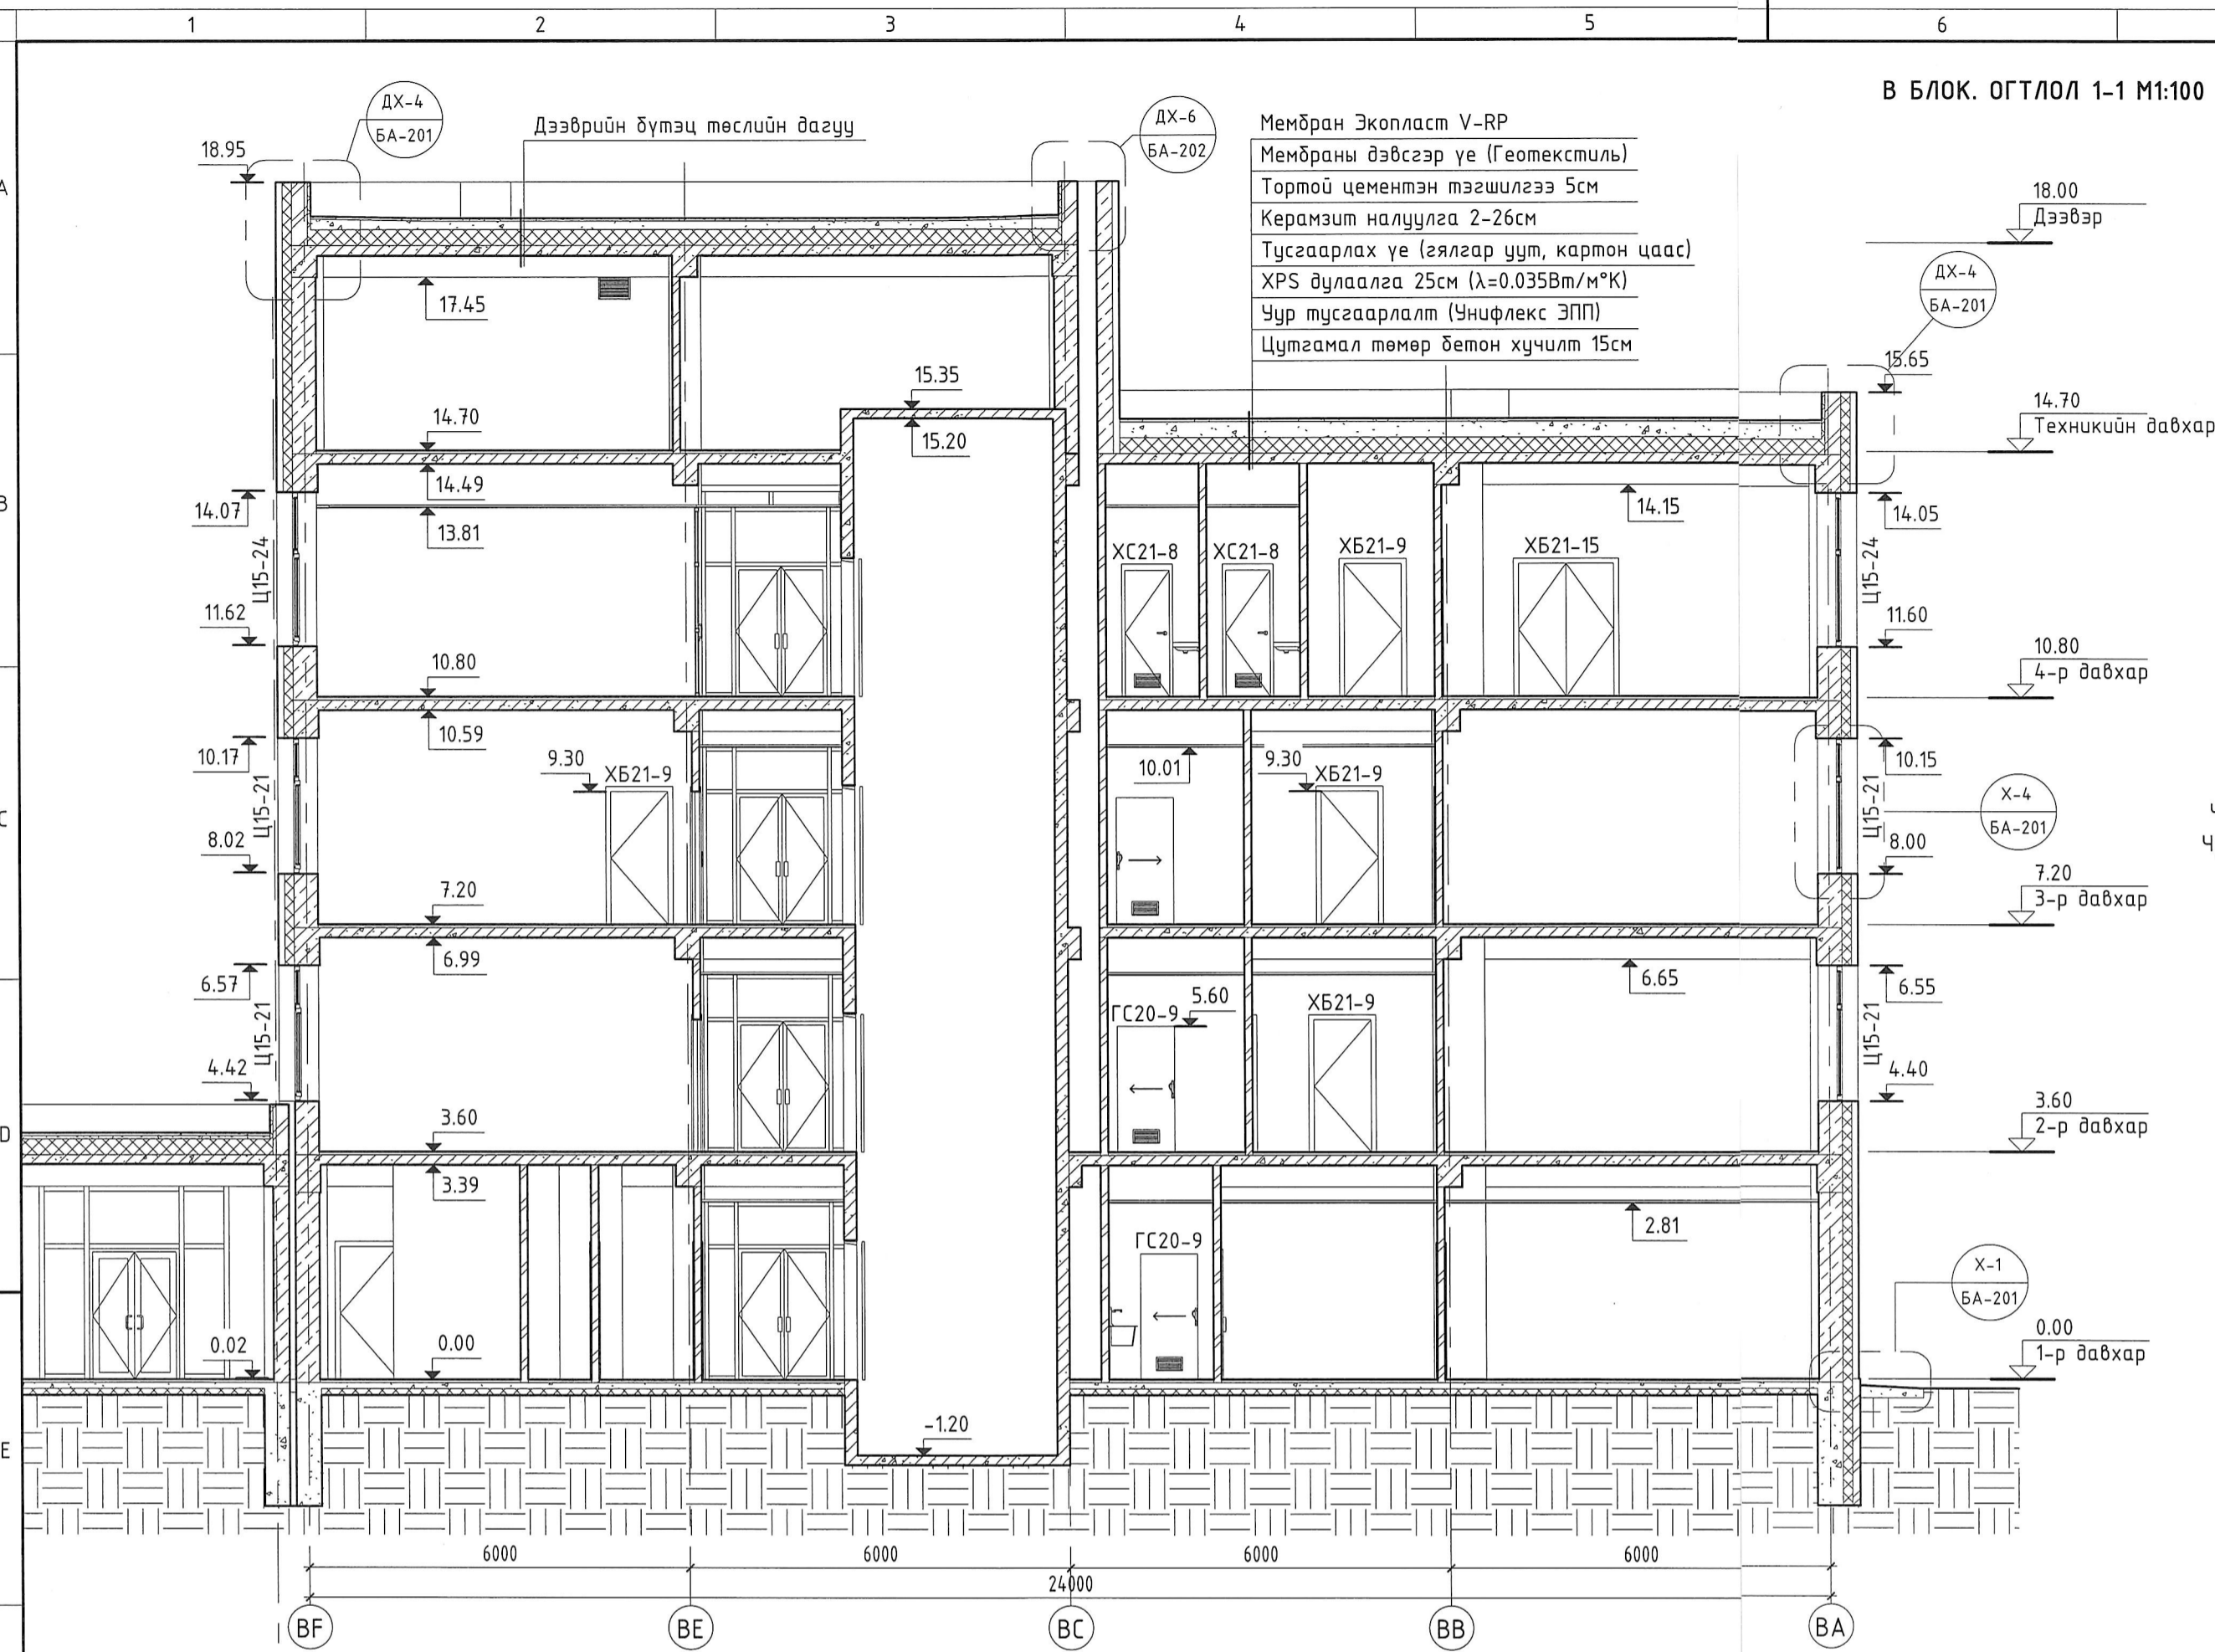 1
2
3
4
5
6
В БЛОК. ОГТЛОЛ 1-1 М1:100
ДХ-4
БА-201
Дээврийн бүтэц төслийн дагуу
ДХ-6
БА-202
Мембран Экопласт V-RP
Мембраны дэвсгэр үе (Геотекстиль)
Тортой цементэн тэгшилгээ 5см
Керамзит налуулга 2-26см
Тусгаарлах үе (гялгар уут, картон цаас)
XPS дулаалга 25см (λ=0.035Вт/м°К)
Уур тусгаарлалт (Унифлекс ЭПП)
Цутгамал төмөр бетон хучилт 15см
18.95
A
18.00
Дээвэр
ДХ-4
БА-201
17.45
15.35
15.65
14.70
15.20
14.70
Техникийн давхар
14.49
B
14.07
13.81
14.15
14.05
Ц15-24
ХС21-8
ХС21-8
ХБ21-9
ХБ21-15
Ц15-24
11.62
11.60
10.80
10.80
4-р давхар
10.59
10.17
9.30
ХБ21-9
10.01
9.30
ХБ21-9
10.15
Ц15-21
Ц15-21
Х-4
БА-201
C
8.02
8.00
Ч
7.20
7.20
3-р давхар
6.99
6.57
6.65
6.55
Ц15-21
ГС20-9
5.60
ХБ21-9
Ц15-21
4.42
4.40
D
3.60
3.60
2-р давхар
3.39
2.81
ГС20-9
Х-1
БА-201
0.02
0.00
0.00
1-р давхар
-1.20
E
6000
6000
6000
6000
24000
BF
BE
BC
BB
BA